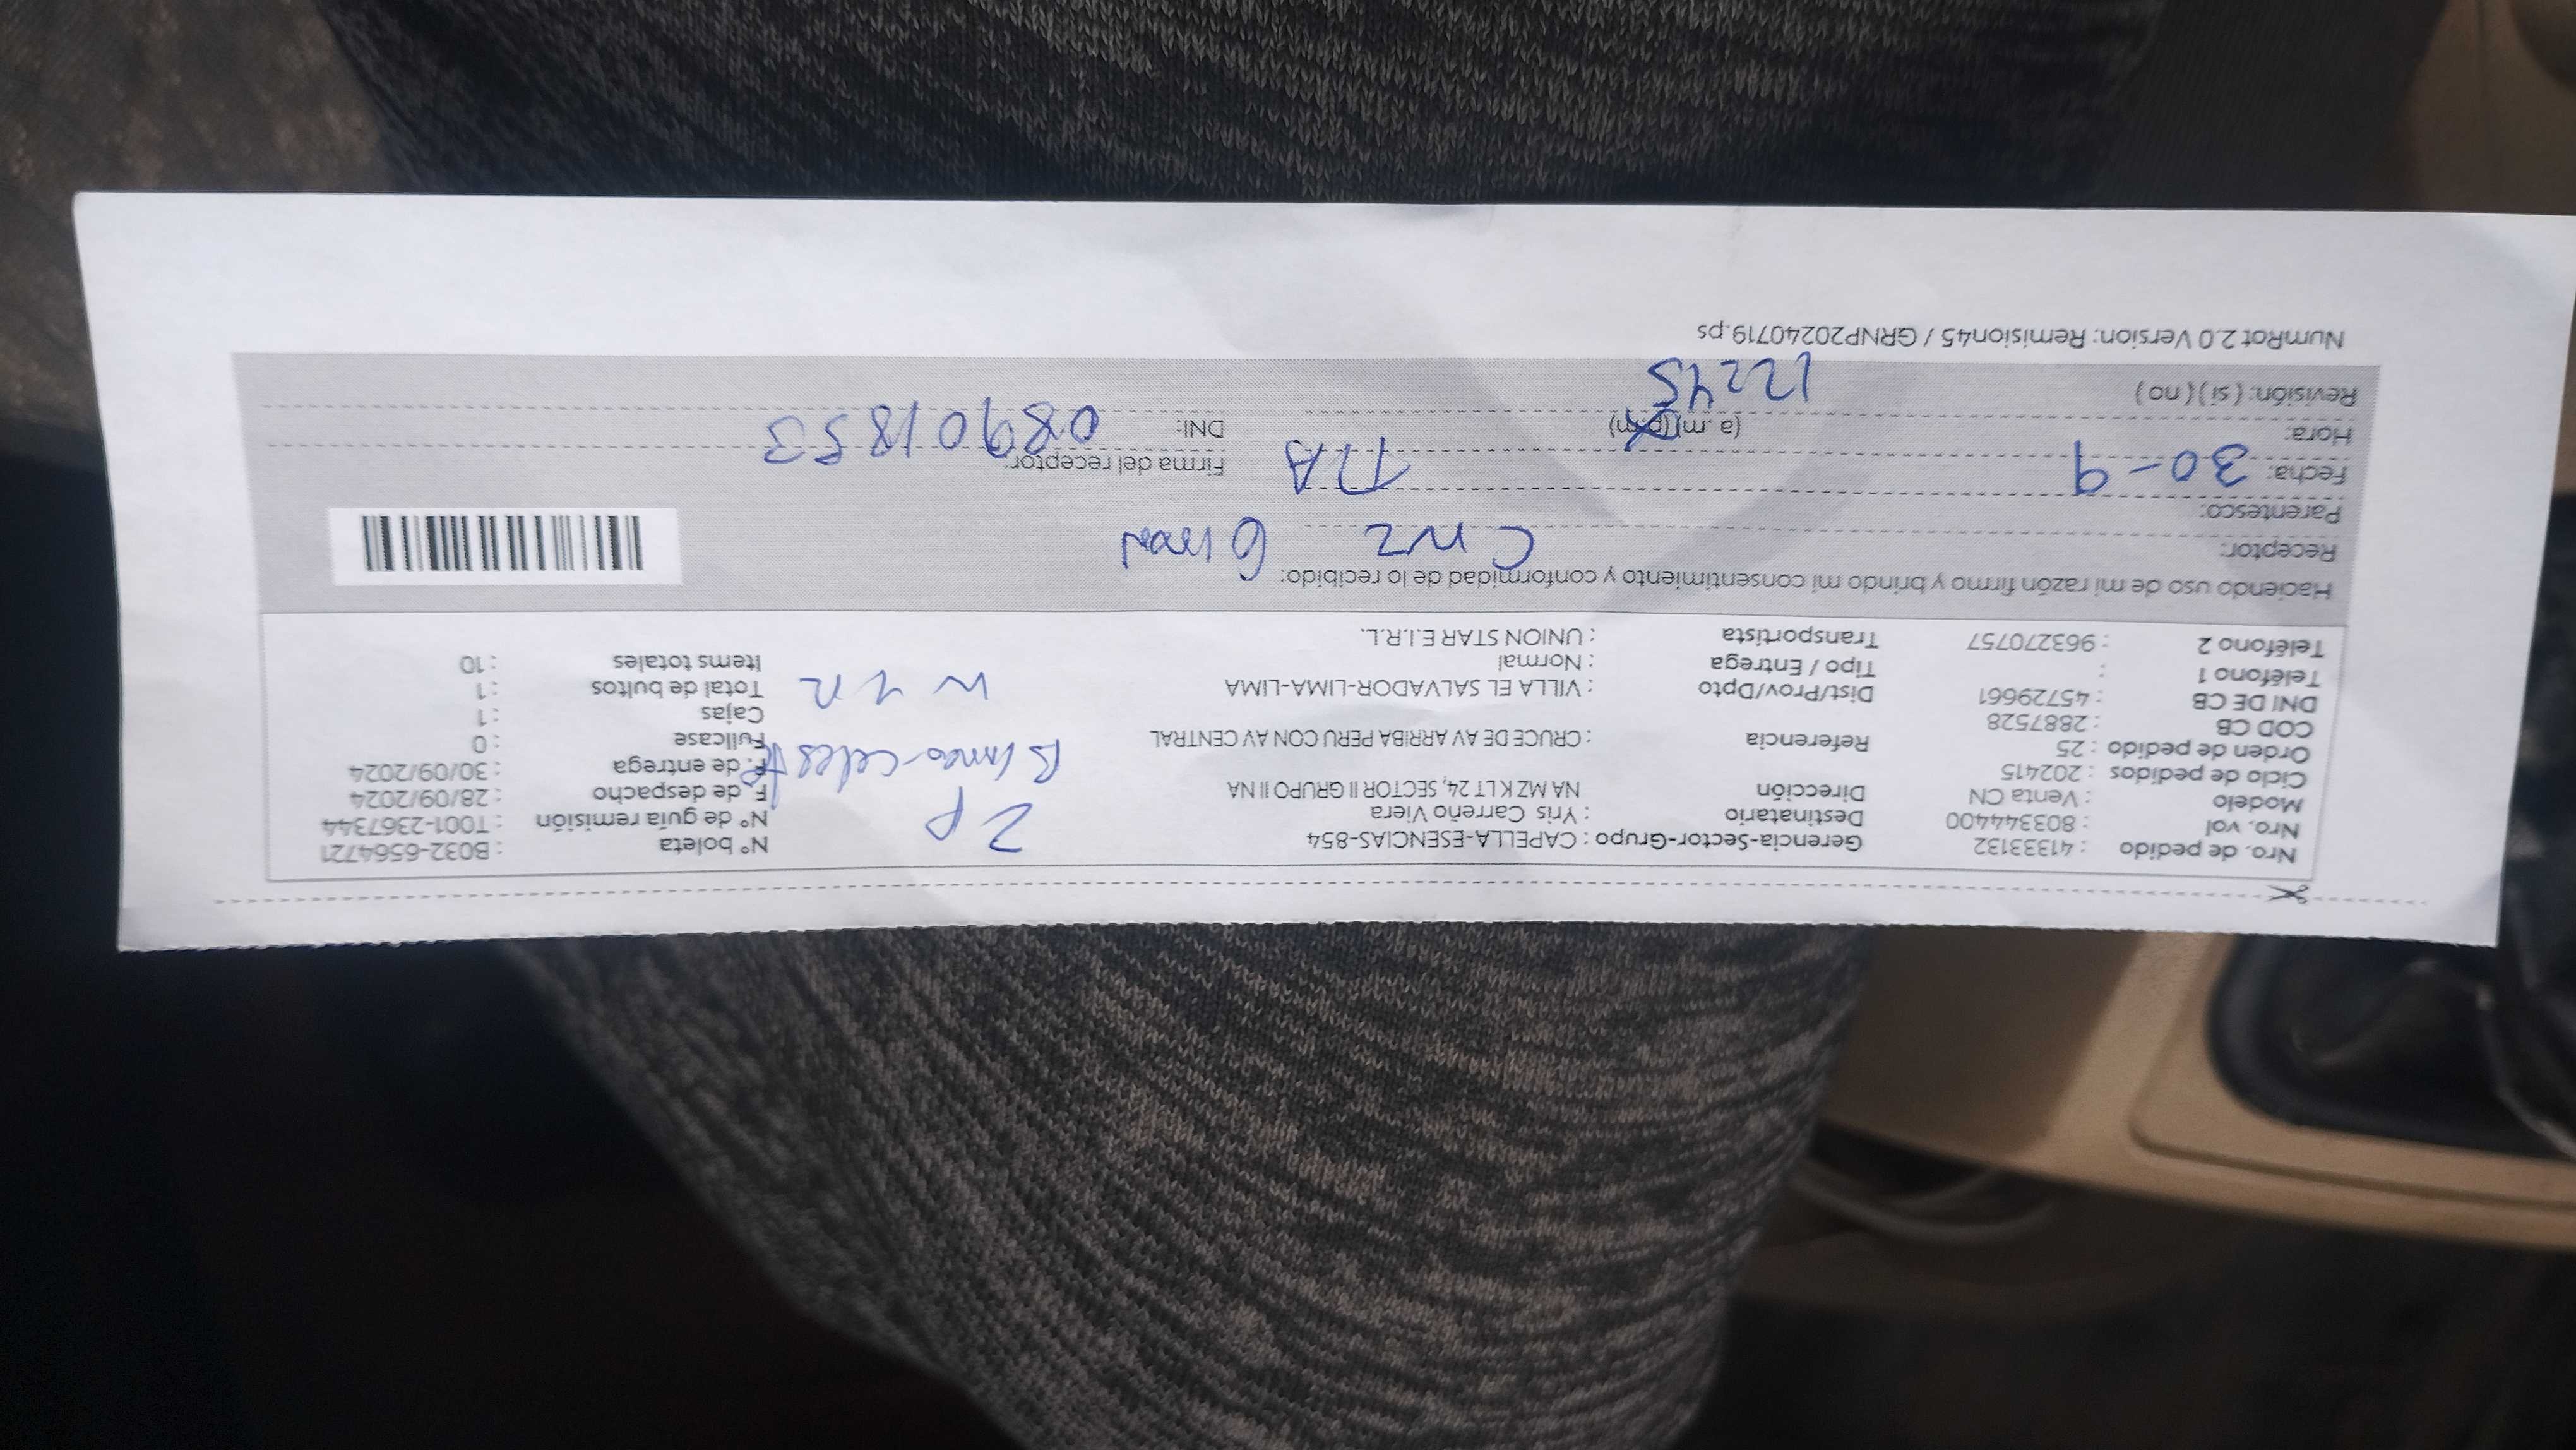 Nro. de pedido : 41333132 Gerencia-Sector-Grupo : CAPELLA-ESENCIAS-854 N° boleta : B032-6564721
Nro. vol : 803344400 Destinatario : Yris Carreño Viera 2P N° de guía remisión : T001-2367344
Modelo : Venta CN Dirección NA MZ K LT 24, SECTOR II GRUPO II NA F. de despacho : 28/09/2024
Ciclo de pedidos : 202415 F. de entrega : 30/09/2024
Orden de pedido : 25 Referencia : CRUCE DE AV ARRIBA PERU CON AV CENTRAL celeste Fullcase : 0
COD CB : 2887528 Cajas : 1
DNI DE CB : 45729661 Dist/Prov/Dpto : VILLA EL SALVADOR-LIMA-LIMA Total de bultos : 1
Teléfono 1 : Tipo / Entrega : Normal Items totales : 10
Teléfono 2 : 963270757 Transportista : UNION STAR E.I.R.L.
Haciendo uso de mi razón firmo y brindo mi consentimiento y conformidad de lo recibido:
Receptor:
Parentesco:
Fecha: 30-9 Firma del receptor:
Hora: (a.m)(p.m) DNI: 08901853
Revisión: ( si ) ( no ) 12245
NumRot 2.0 Version: Remision45 / GRNP20240719.ps